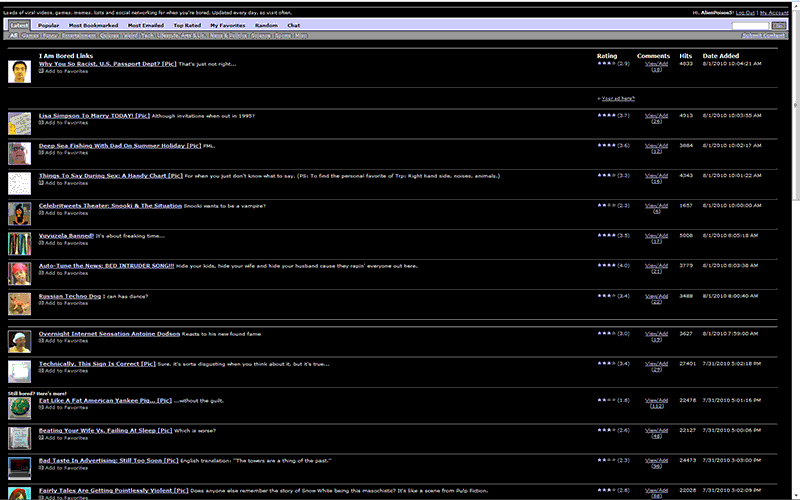 Loads of viral videos, games, memes, lists and social networking for when you're bored. Updated every day, so visit often.
Hi, AlienPoison3! Log Out | My Account
Latest Popular Most Bookmarked Most Emailed Top Rated My Favorites Random Chat
All Games Funny Entertainment Quizzes Weird Tech Lifestyle, Arts & Lit. News & Politics Science Sports Misc Submit Content
I Am Bored Links Rating Comments Hits Date Added
Why You So Racist, U.S. Passport Dept? [Pic] That's just not right... (2.9) View/Add 4833 8/1/2010 10:04:21 AM
Add to Favorites (18)
» Your ad here?
Lisa Simpson To Marry TODAY! [Pic] Although invitations when out in 1995? (3.7) View/Add 4913 8/1/2010 10:03:55 AM
Add to Favorites (26)
Deep Sea Fishing With Dad On Summer Holiday [Pic] FML. (3.6) View/Add 3884 8/1/2010 10:02:17 AM
Add to Favorites (12)
Things To Say During Sex: A Handy Chart [Pic] For when you just don't know what to say. (PS: To find the personal favorite of Trp: Right hand side, noises, animals.) (3.3) View/Add 4343 8/1/2010 10:01:22 AM
Add to Favorites (16)
Celebritweets Theater: Snooki & The Situation Snooki wants to be a vampire? (2.3) View/Add 1657 8/1/2010 10:00:00 AM
Add to Favorites (6)
Vuvuzela Banned! It's about freaking time... (3.5) View/Add 5008 8/1/2010 8:05:18 AM
Add to Favorites (17)
Auto-Tune the News: BED INTRUDER SONG!!! Hide your kids, hide your wife and hide your husband cause they rapin' everyone out here. (4.0) View/Add 3779 8/1/2010 8:03:38 AM
Add to Favorites (21)
Russian Techno Dog I can has dance? (3.4) View/Add 3488 8/1/2010 8:00:40 AM
Add to Favorites (22)
Overnight Internet Sensation Antoine Dodson Reacts to his new found fame (3.0) View/Add 3627 8/1/2010 7:59:00 AM
Add to Favorites (19)
Technically, This Sign Is Correct [Pic] Sure, it's sorta disgusting when you think about it, but it's true... (3.4) View/Add 27401 7/31/2010 5:02:18 PM
Add to Favorites (29)
Still bored? Here's more!
Eat Like A Fat American Yankee Pig... [Pic] ...without the guilt. (1.8) View/Add 22478 7/31/2010 5:01:16 PM
Add to Favorites (112)
Beating Your Wife Vs. Failing At Sleep [Pic] Which is worse? (2.6) View/Add 22127 7/31/2010 5:00:06 PM
Add to Favorites (48)
Bad Taste In Advertising: Still Too Soon [Pic] English translation: "The towers are a thing of the past." (2.3) View/Add 24473 7/31/2010 5:03:00 PM
Add to Favorites (96)
Fairly Tales Are Getting Pointlessly Violent [Pic] Does anyone else remember the story of Snow White being this masochistic? It's like a scene from Pulp Fiction. (2.9) View/Add 22028 7/31/2010 5:09:16 PM
Add to Favorites